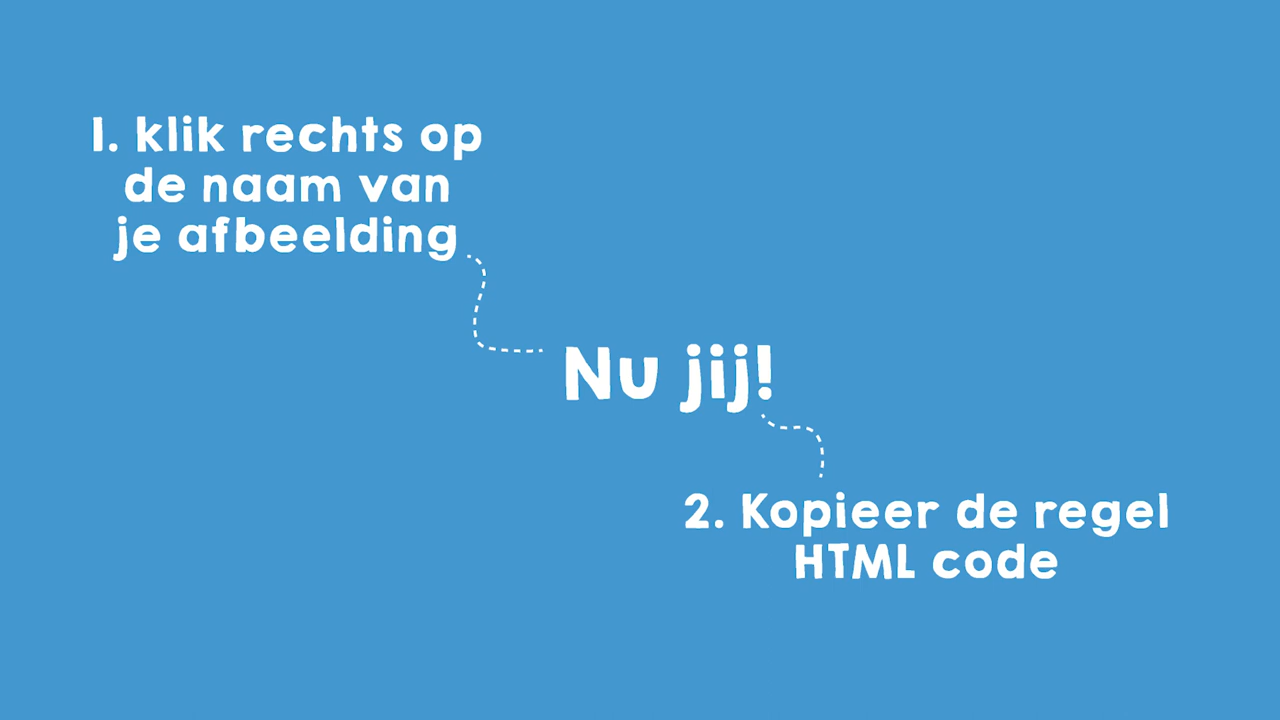 1. klik rechts op
de naam van
je afbeelding
Nu jij!
2. Kopieer de regel
HTML code